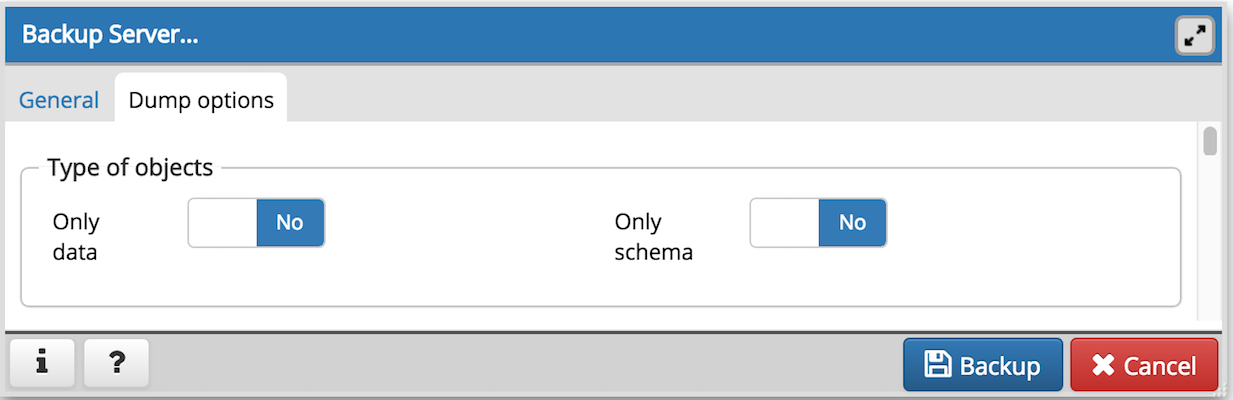 Backup Server...
General
Dump options
Type of objects
Only
data
No
Only
schema
No
i
?
Backup
Cancel